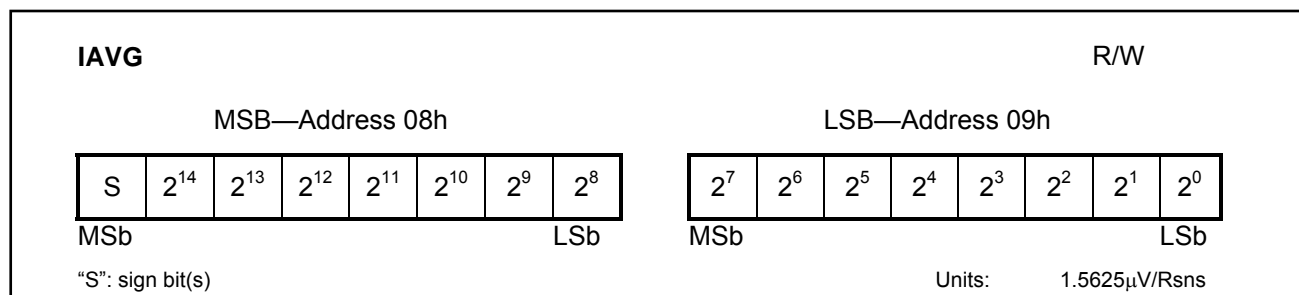 IAVG R/W
MSB—Address 08h LSB—Address 09h
S 2^14 2^13 2^12 2^11 2^10 2^9 2^8 2^7 2^6 2^5 2^4 2^3 2^2 2^1 2^0
MSb LSb MSb LSb
“S”: sign bit(s) Units: 1.5625μV/Rsns